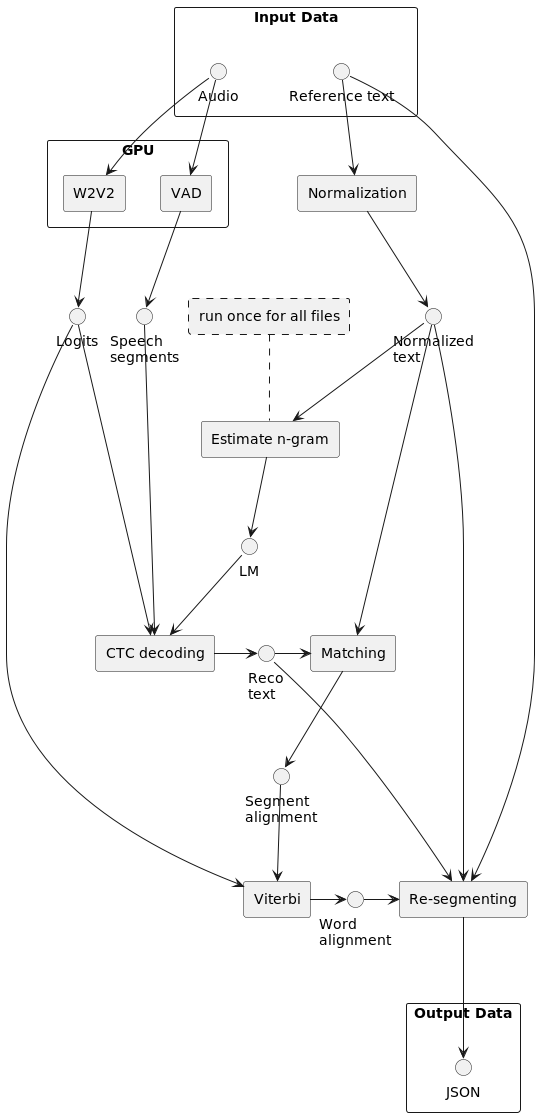 Input Data
Audio
Reference text
GPU
W2V2
VAD
Normalization
Logits
Speech
segments
run once for all files
Normalized
text
Estimate n-gram
LM
CTC decoding
Reco
text
Matching
Segment
alignment
Viterbi
Word
alignment
Re-segmenting
Output Data
JSON